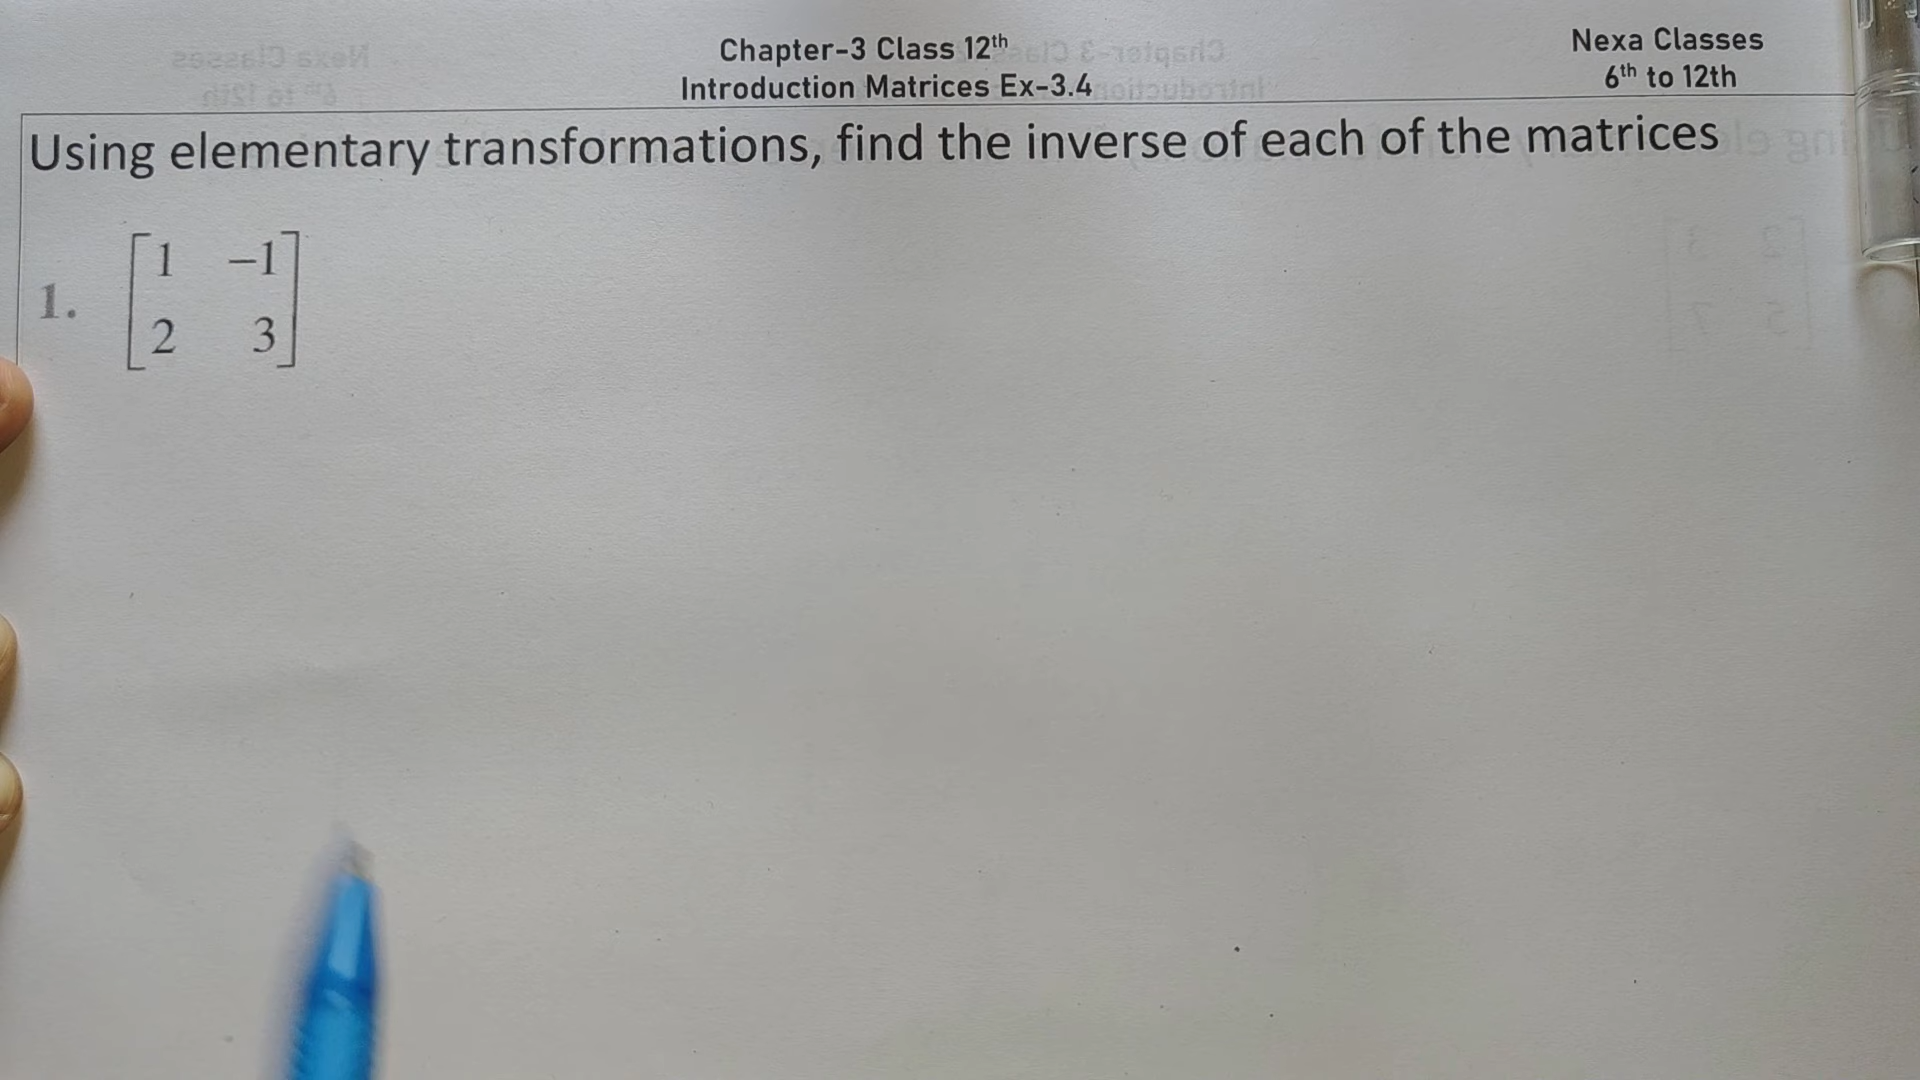 Chapter-3 Class 12th
Introduction Matrices Ex-3.4
Nexa Classes
6th to 12th
Using elementary transformations, find the inverse of each of the matrices
1. [1 −1]
[2 3]